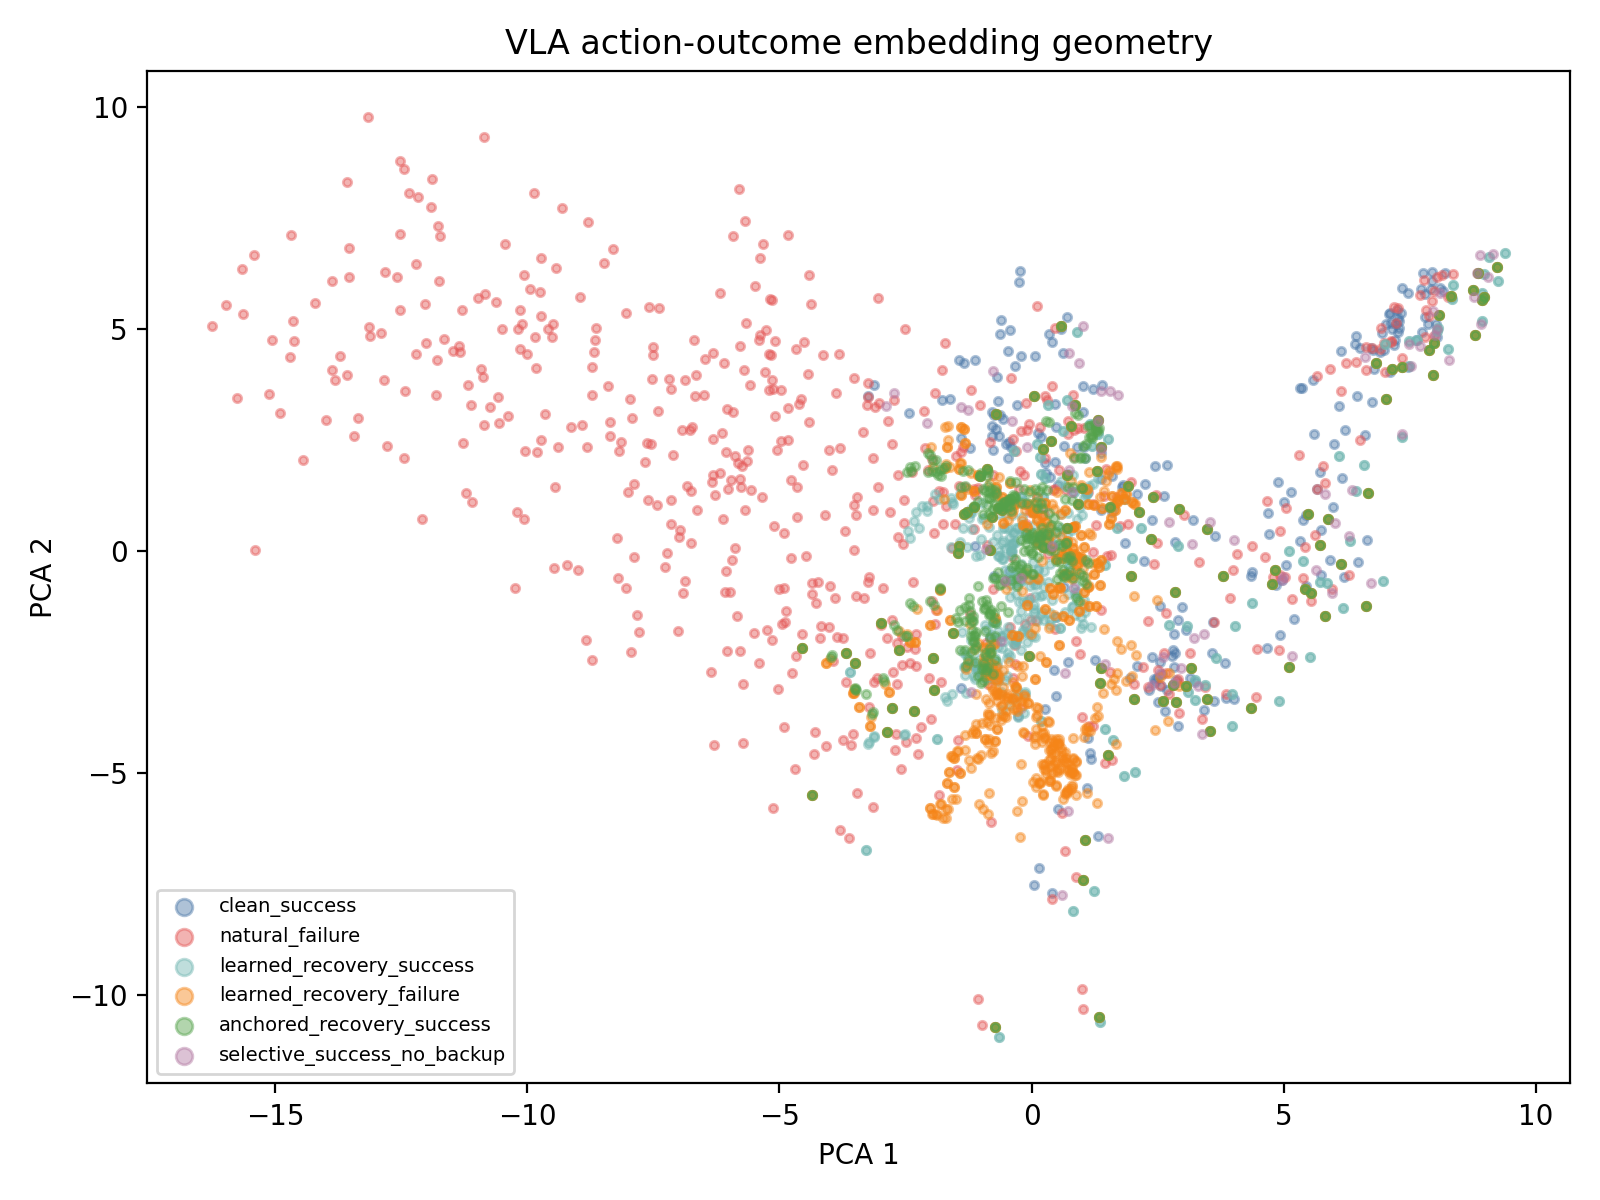 VLA action-outcome embedding geometry
10
5
0
−5
−10
PCA 2
clean_success
natural_failure
learned_recovery_success
learned_recovery_failure
anchored_recovery_success
selective_success_no_backup
−15
−10
−5
0
5
10
PCA 1